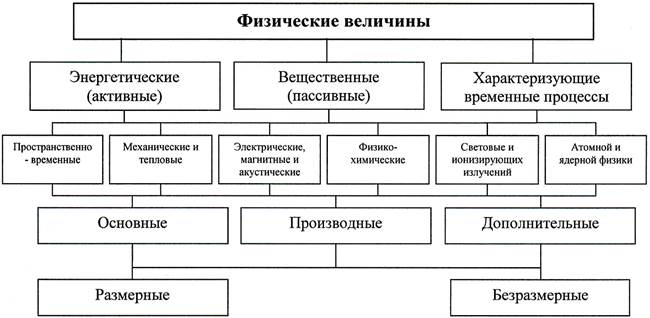 Физические величины
Энергетические
(активные)
Вещественные
(пассивные)
Характеризующие
временные процессы
Пространственно
- временные
Механические и
тепловые
Электрические,
магнитные и
акустические
Физико-
химические
Световые и
ионизирующих
излучений
Атомной и
ядерной физики
Основные
Производные
Дополнительные
Размерные
Безразмерные